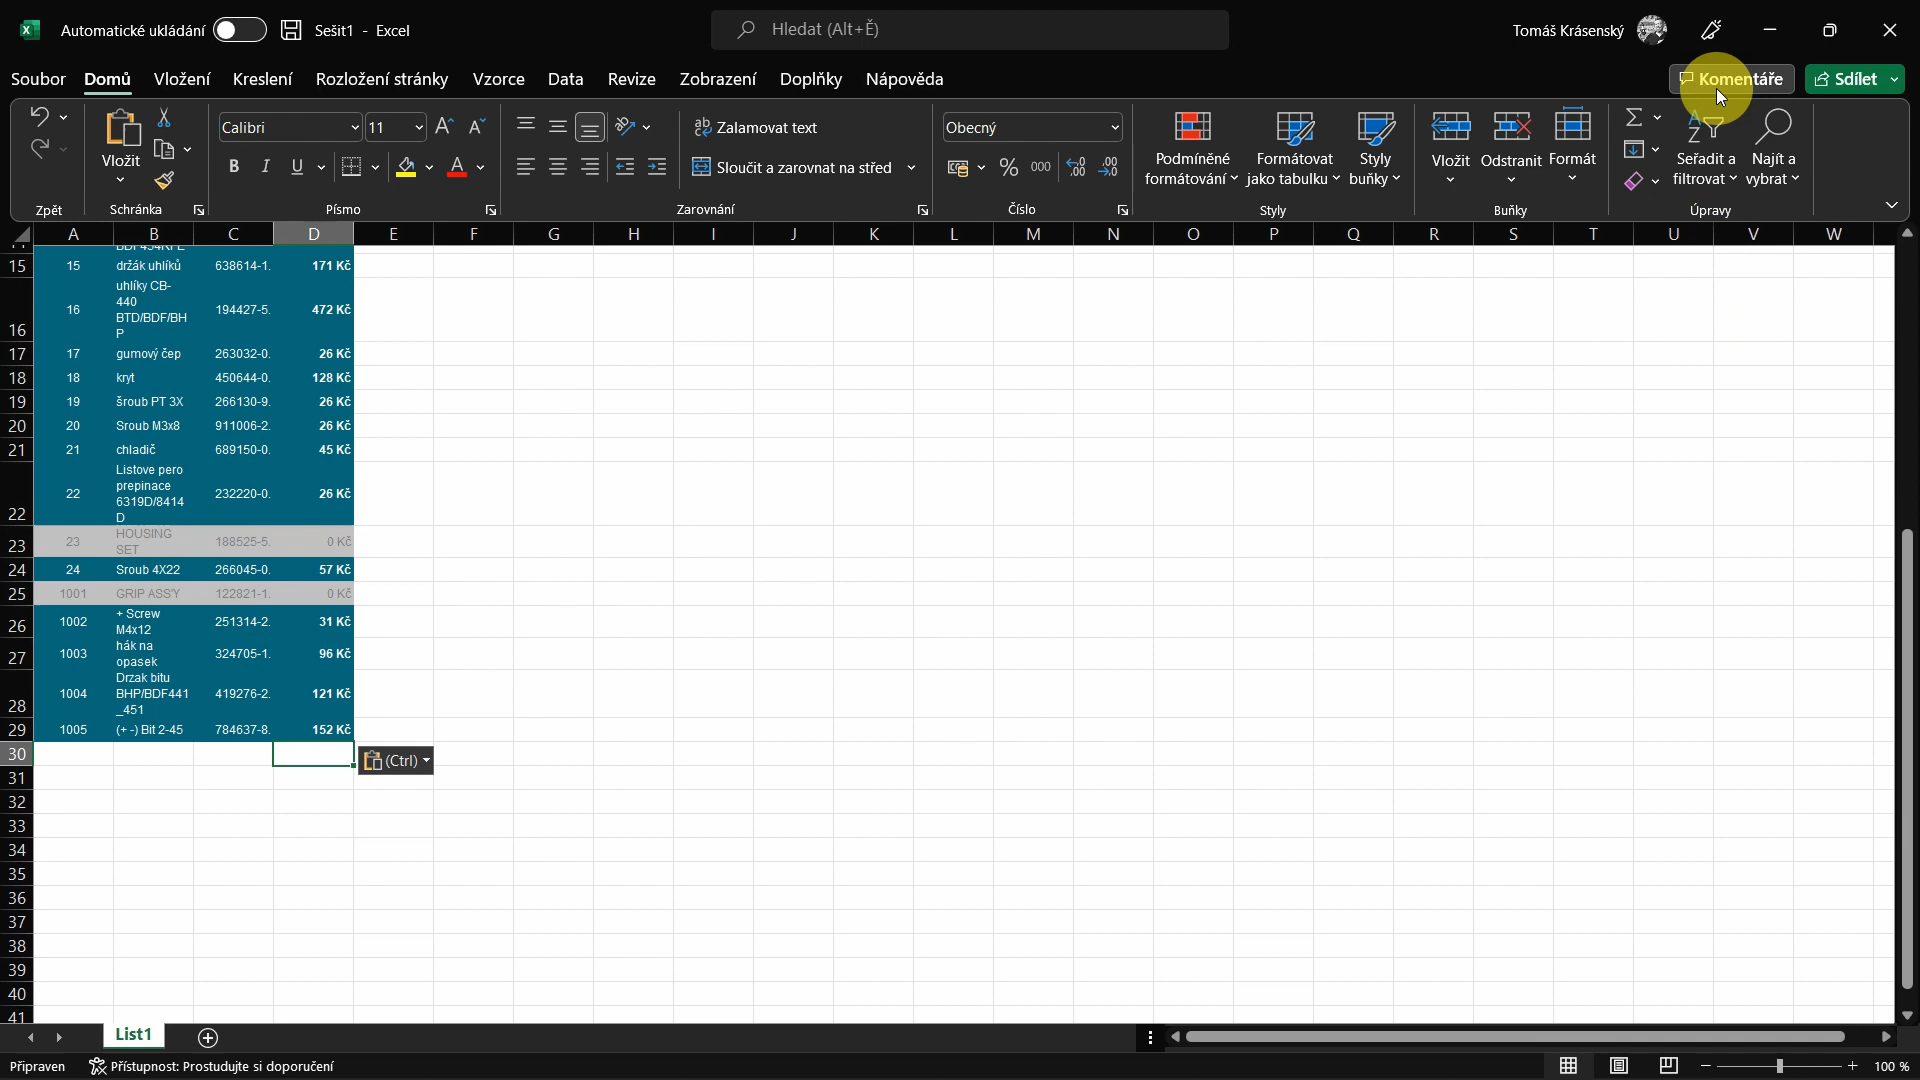 Automatické ukládání
Sešit1 - Excel
Hledat (Alt+Ě)
Tomáš Krásenský
Soubor Domů Vložení Kreslení Rozložení stránky Vzorce Data Revize Zobrazení Doplňky Nápověda
Komentáře
Sdílet
Vložit
Calibri
11
B I U
Zalamovat text
Sloučit a zarovnat na střed
Obecný
% 000
Podmíněné
formátování
Formátovat
jako tabulku
Styly
buňky
Vložit
Odstranit
Formát
Seřadit a
filtrovat
Najít a
vybrat
Zpět
Schránka
Písmo
Zarovnání
Číslo
Styly
Buňky
Úpravy
A B C D E F G H I J K L M N O P Q R S T U V W
15 15 držák uhlíků 638614-1. 171 Kč
uhlíky CB-
440
16 16 BTD/BDF/BH 194427-5. 472 Kč
P
17 17 gumový čep 263032-0. 26 Kč
18 18 kryt 450644-0. 128 Kč
19 19 šroub PT 3X 266130-9. 26 Kč
20 20 Sroub M3x8 911006-2. 26 Kč
21 21 chladič 689150-0. 45 Kč
Listove pero
prepinace
22 22 6319D/8414 232220-0. 26 Kč
D
23 23 HOUSING 188525-5. 0 Kč
SET
24 24 Sroub 4X22 266045-0. 57 Kč
25 1001 GRIP ASS'Y 122821-1. 0 Kč
26 1002 + Screw 251314-2. 31 Kč
M4x12
27 1003 hák na 324705-1. 96 Kč
opasek
Drzak bitu
28 1004 BHP/BDF441 419276-2. 121 Kč
_451
29 1005 (+ -) Bit 2-45 784637-8. 152 Kč
30
(Ctrl)
31
32
33
34
35
36
37
38
39
40
41
List1
Připraven
Přístupnost: Prostudujte si doporučení
100 %